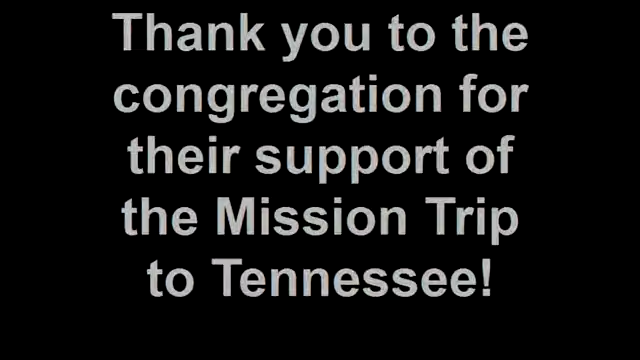 Thank you to the
congregation for
their support of
the Mission Trip
to Tennessee!